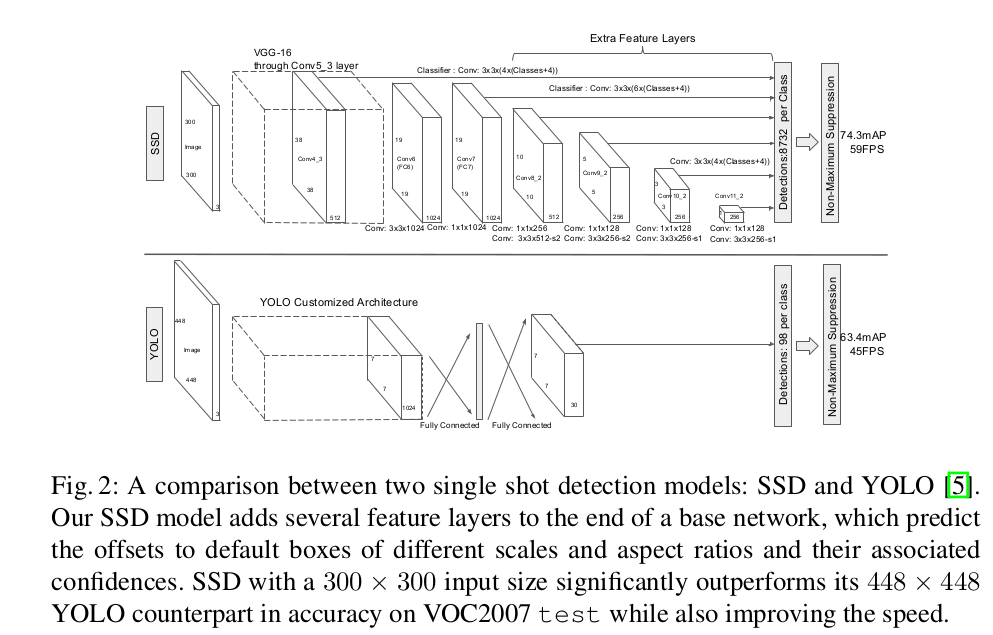 Extra Feature Layers
VGG-16
through Conv5_3 layer
Classifier : Conv: 3x3x(4x(Classes+4))
Classifier : Conv: 3x3x(6x(Classes+4))
Conv: 3x3x(4x(Classes+4))
SSD
300
Image
300
3
38
Conv4_3
38
512
19
Conv6
(FC6)
19
1024
19
Conv7
(FC7)
19
1024
10
Conv8_2
10
512
5
Conv9_2
5
256
3
Conv10_2
3
256
Conv11_2
256
Conv: 3x3x1024
Conv: 1x1x1024
Conv: 1x1x256
Conv: 3x3x512-s2
Conv: 1x1x128
Conv: 3x3x256-s2
Conv: 1x1x128
Conv: 3x3x256-s1
Conv: 1x1x128
Conv: 3x3x256-s1
Detections:8732 per Class
Non-Maximum Suppression
74.3mAP
59FPS
YOLO
448
Image
448
3
YOLO Customized Architecture
7
7
1024
Fully Connected
Fully Connected
7
7
30
Detections: 98 per class
Non-Maximum Suppression
63.4mAP
45FPS
Fig. 2: A comparison between two single shot detection models: SSD and YOLO [5].
Our SSD model adds several feature layers to the end of a base network, which predict
the offsets to default boxes of different scales and aspect ratios and their associated
confidences. SSD with a 300 × 300 input size significantly outperforms its 448 × 448
YOLO counterpart in accuracy on VOC2007 test while also improving the speed.